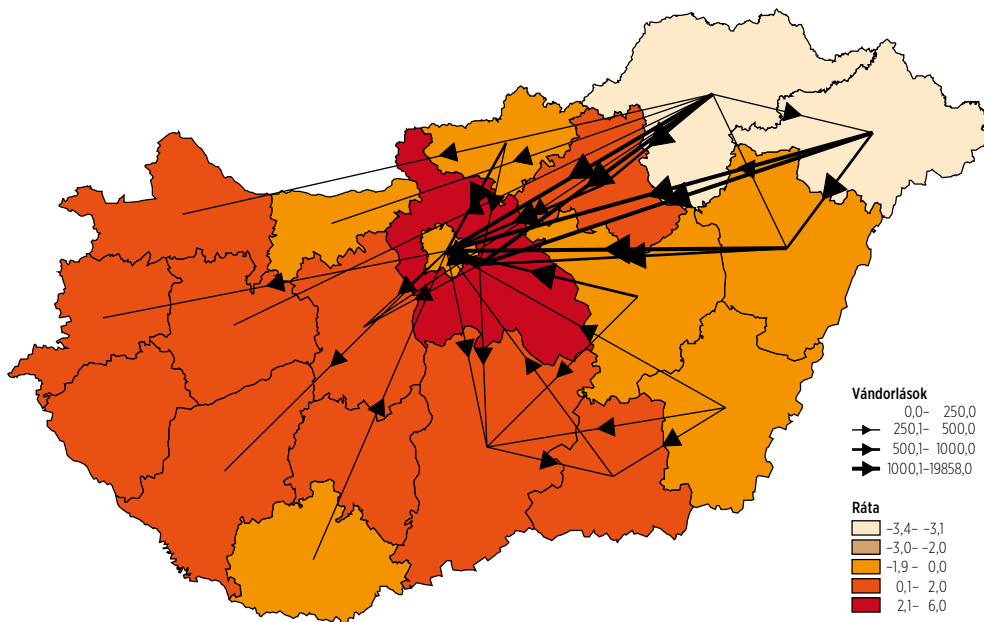 Vándorlások
0,0– 250,0
250,1– 500,0
500,1– 1000,0
1000,1–19858,0
Ráta
–3,4– –3,1
–3,0– –2,0
–1,9 – 0,0
0,1– 2,0
2,1– 6,0